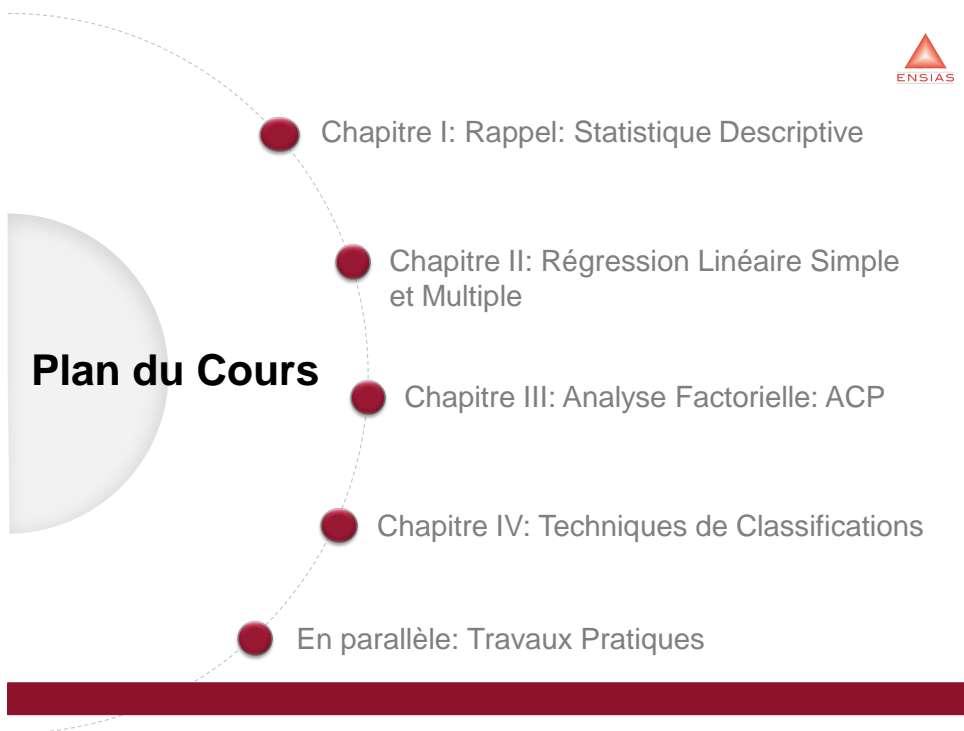 ENSIAS
Chapitre I: Rappel: Statistique Descriptive
Chapitre II: Régression Linéaire Simple
et Multiple
Plan du Cours
Chapitre III: Analyse Factorielle: ACP
Chapitre IV: Techniques de Classifications
En parallèle: Travaux Pratiques